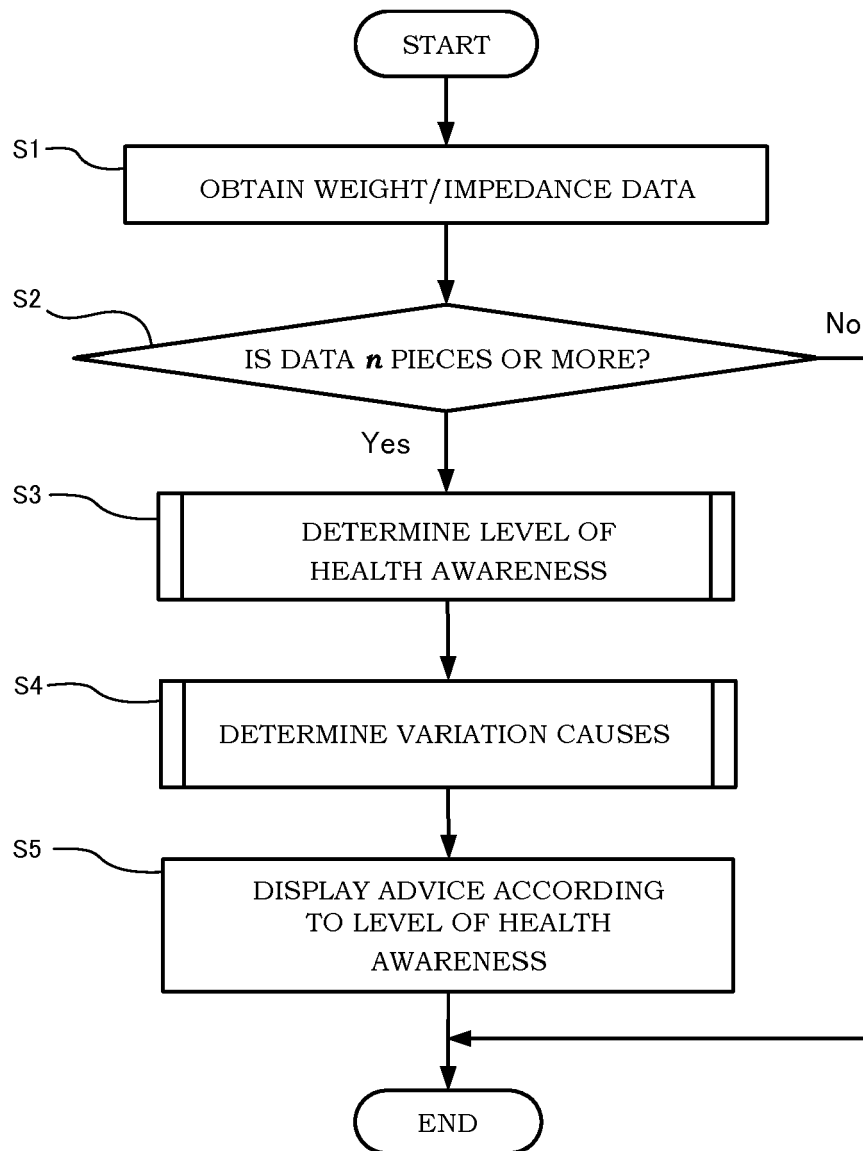 START
S1
OBTAIN WEIGHT/IMPEDANCE DATA
S2
IS DATA n PIECES OR MORE?
No
Yes
S3
DETERMINE LEVEL OF
HEALTH AWARENESS
S4
DETERMINE VARIATION CAUSES
S5
DISPLAY ADVICE ACCORDING
TO LEVEL OF HEALTH
AWARENESS
END